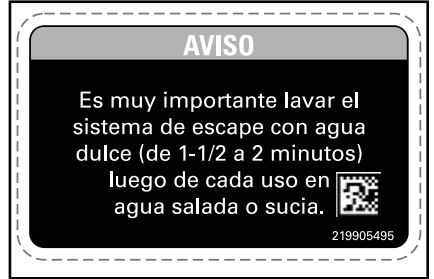 AVISO
Es muy importante lavar el
sistema de escape con agua
dulce (de 1-1/2 a 2 minutos)
luego de cada uso en
agua salada o sucia.
219905495